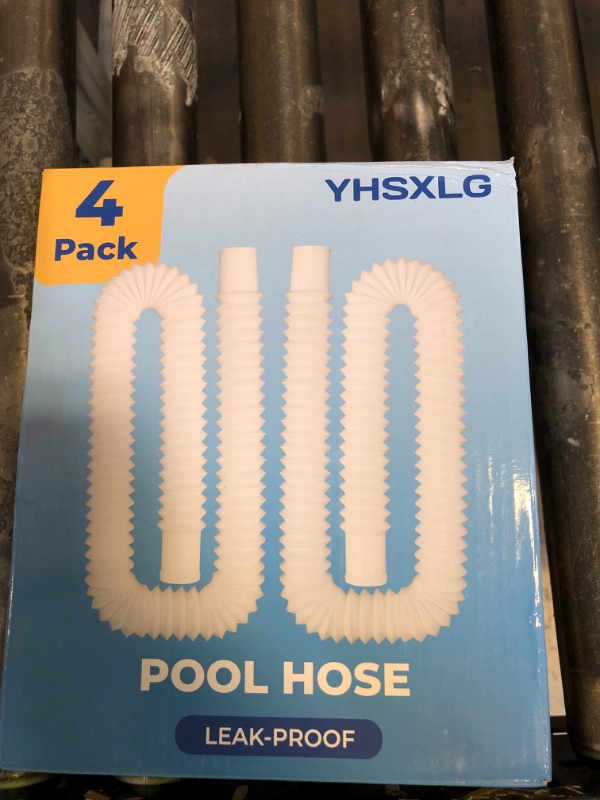 4
Pack
YHSXLG
POOL HOSE
LEAK-PROOF